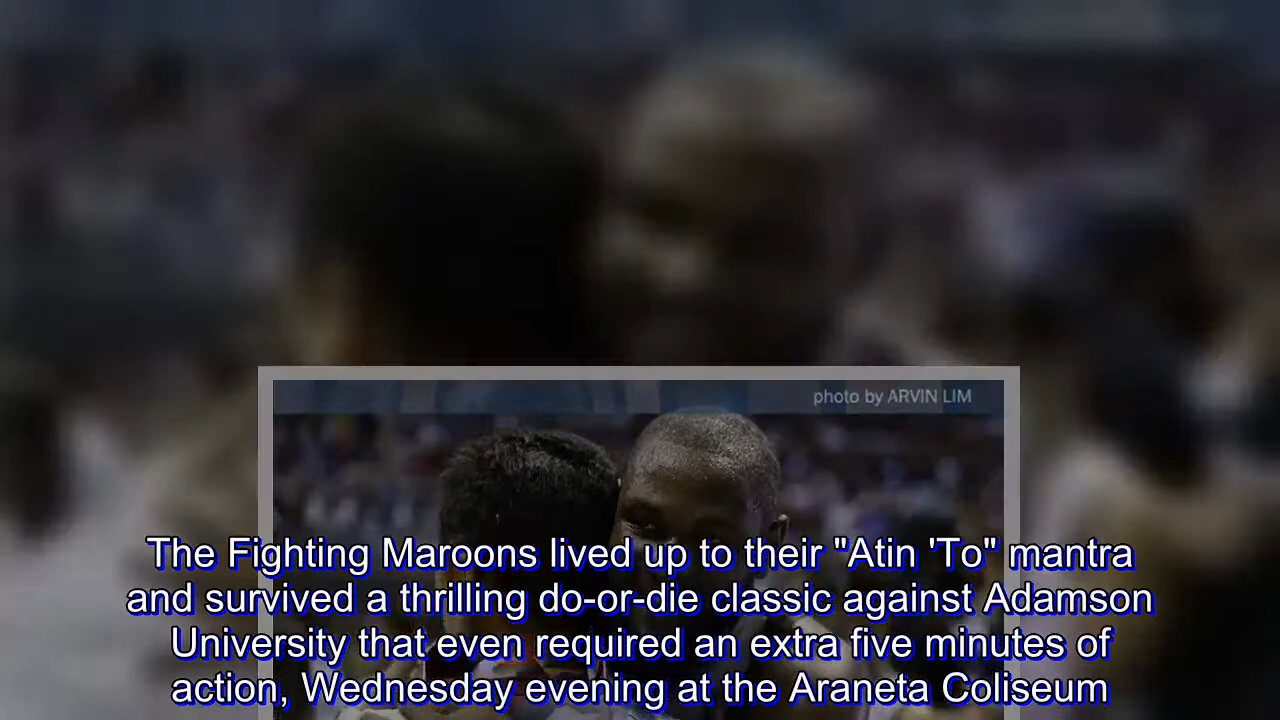 photo by ARVIN LIM
The Fighting Maroons lived up to their "Atin 'To" mantra
and survived a thrilling do-or-die classic against Adamson
University that even required an extra five minutes of
action, Wednesday evening at the Araneta Coliseum